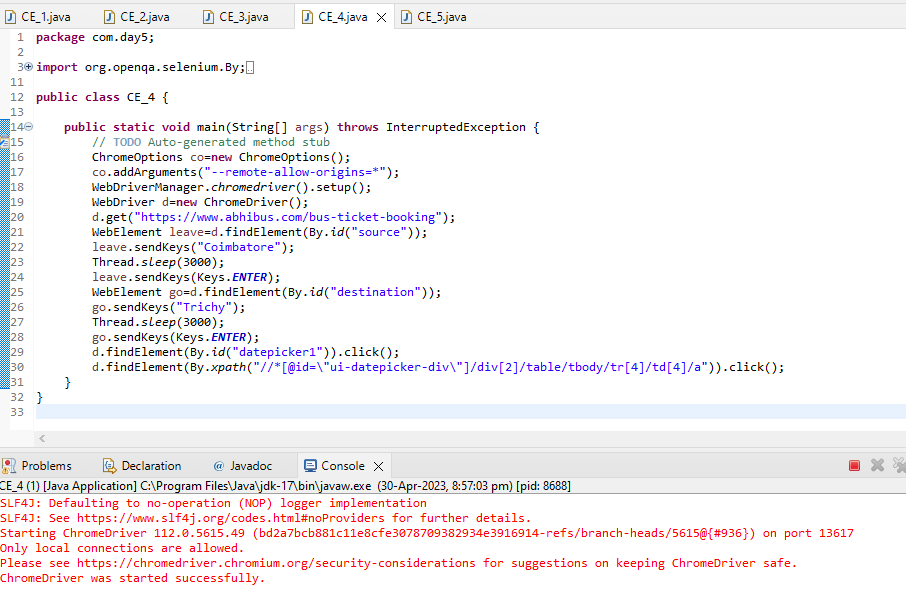 CE_1.java CE_2.java CE_3.java CE_4.java CE_5.java
1 package com.day5;
2
3 import org.openqa.selenium.By;
11
12 public class CE_4 {
13
14 public static void main(String[] args) throws InterruptedException {
15 // TODO Auto-generated method stub
16 ChromeOptions co=new ChromeOptions();
17 co.addArguments("--remote-allow-origins=*");
18 WebDriverManager.chromedriver().setup();
19 WebDriver d=new ChromeDriver();
20 d.get("https://www.abhibus.com/bus-ticket-booking");
21 WebElement leave=d.findElement(By.id("source"));
22 leave.sendKeys("Coimbatore");
23 Thread.sleep(3000);
24 leave.sendKeys(Keys.ENTER);
25 WebElement go=d.findElement(By.id("destination"));
26 go.sendKeys("Trichy");
27 Thread.sleep(3000);
28 go.sendKeys(Keys.ENTER);
29 d.findElement(By.id("datepicker1")).click();
30 d.findElement(By.xpath("//*[@id=\"ui-datepicker-div\"]/div[2]/table/tbody/tr[4]/td[4]/a")).click();
31 }
32 }
33
Problems Declaration Javadoc Console
CE_4 (1) [Java Application] C:\Program Files\Java\jdk-17\bin\javaw.exe (30-Apr-2023, 8:57:03 pm) [pid: 8688]
SLF4J: Defaulting to no-operation (NOP) logger implementation
SLF4J: See https://www.slf4j.org/codes.html#noProviders for further details.
Starting ChromeDriver 112.0.5615.49 (bd2a7bcb881c11e8cfe3078709382934e3916914-refs/branch-heads/5615@{#936}) on port 13617
Only local connections are allowed.
Please see https://chromedriver.chromium.org/security-considerations for suggestions on keeping ChromeDriver safe.
ChromeDriver was started successfully.